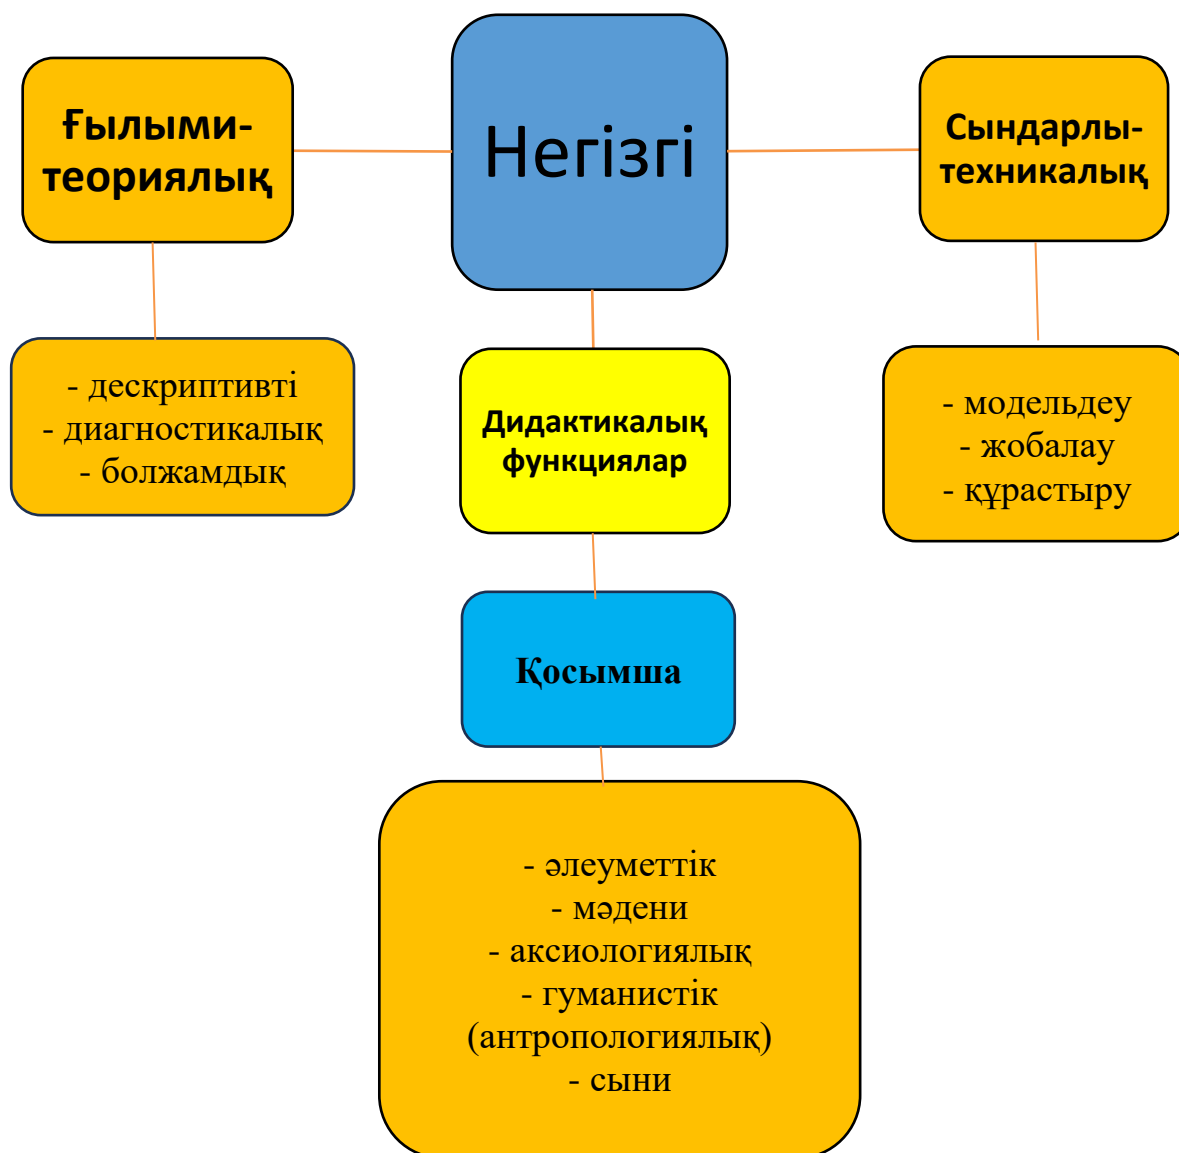 Ғылыми-
теориялық
Негізгі
Сындарлы-
техникалық
- дескриптивті
- диагностикалық
- болжамдық
Дидактикалық
функциялар
- модельдеу
- жобалау
- құрастыру
Қосымша
- әлеуметтік
- мәдени
- аксиологиялық
- гуманистік
(антропологиялық)
- сыни